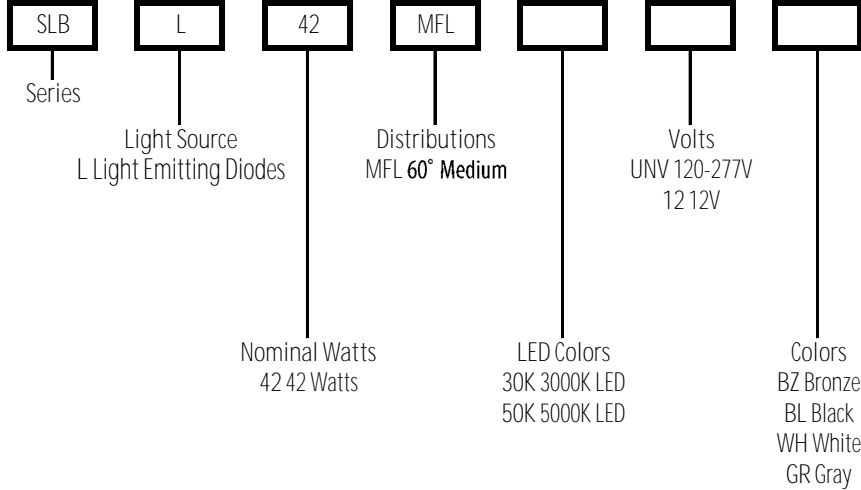 SLB
L
42
MFL
Series
Light Source
L Light Emitting Diodes
Distributions
MFL 60° Medium
Volts
UNV 120-277V
12 12V
Nominal Watts
42 42 Watts
LED Colors
30K 3000K LED
50K 5000K LED
Colors
BZ Bronze
BL Black
WH White
GR Gray